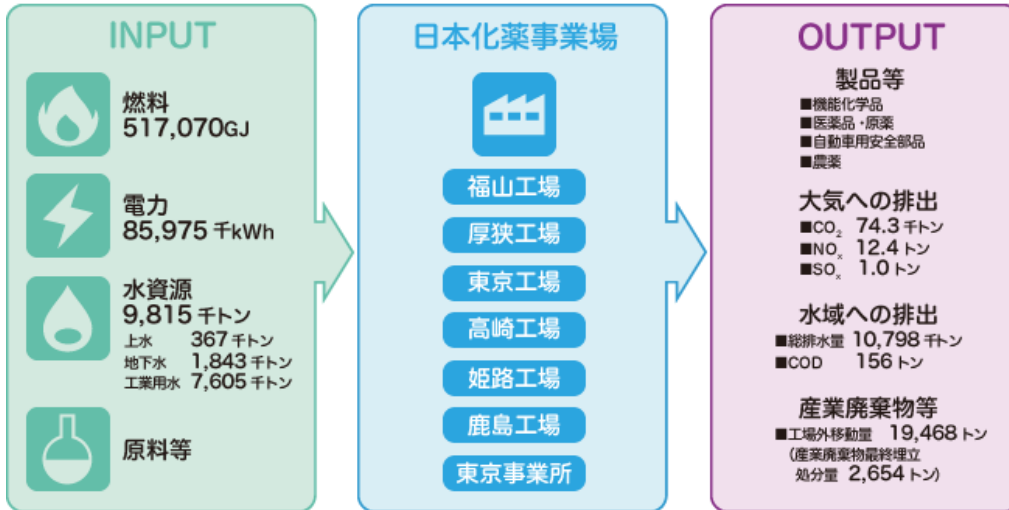 INPUT
燃料
517,070GJ
電力
85,975 千kWh
水資源
9,815 千トン
上水 367 千トン
地下水 1,843 千トン
工業用水 7,605 千トン
原料等
日本化薬事業場
福山工場
厚狭工場
東京工場
高崎工場
姫路工場
鹿島工場
東京事業所
OUTPUT
製品等
■機能化学品
■医薬品・原薬
■自動車用安全部品
■農薬
大気への排出
■CO₂ 74.3 千トン
■NOₓ 12.4 トン
■SOₓ 1.0 トン
水域への排出
■総排水量 10,798 千トン
■COD 156 トン
産業廃棄物等
■工場外移動量 19,468 トン
(産業廃棄物最終埋立
処分量 2,654 トン)